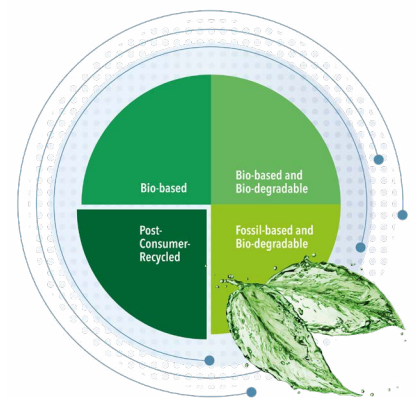 Bio-based
Bio-based and
Bio-degradable
Post-
Consumer-
Recycled
Fossil-based and
Bio-degradable